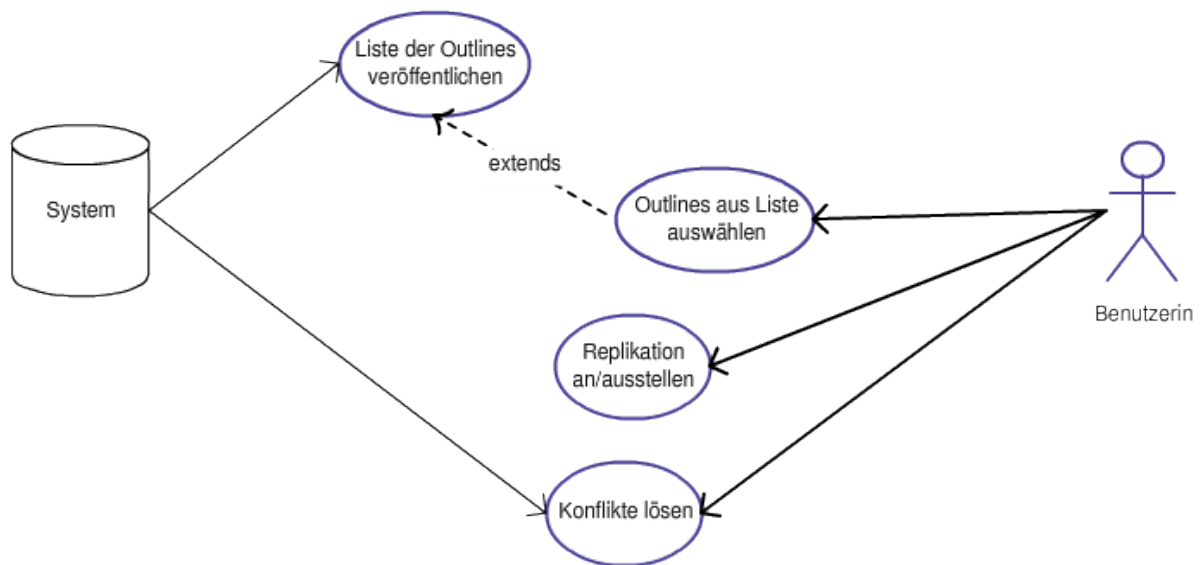 Liste der Outlines
veröffentlichen
extends
System
Outlines aus Liste
auswählen
Benutzerin
Replikation
an/ausstellen
Konflikte lösen